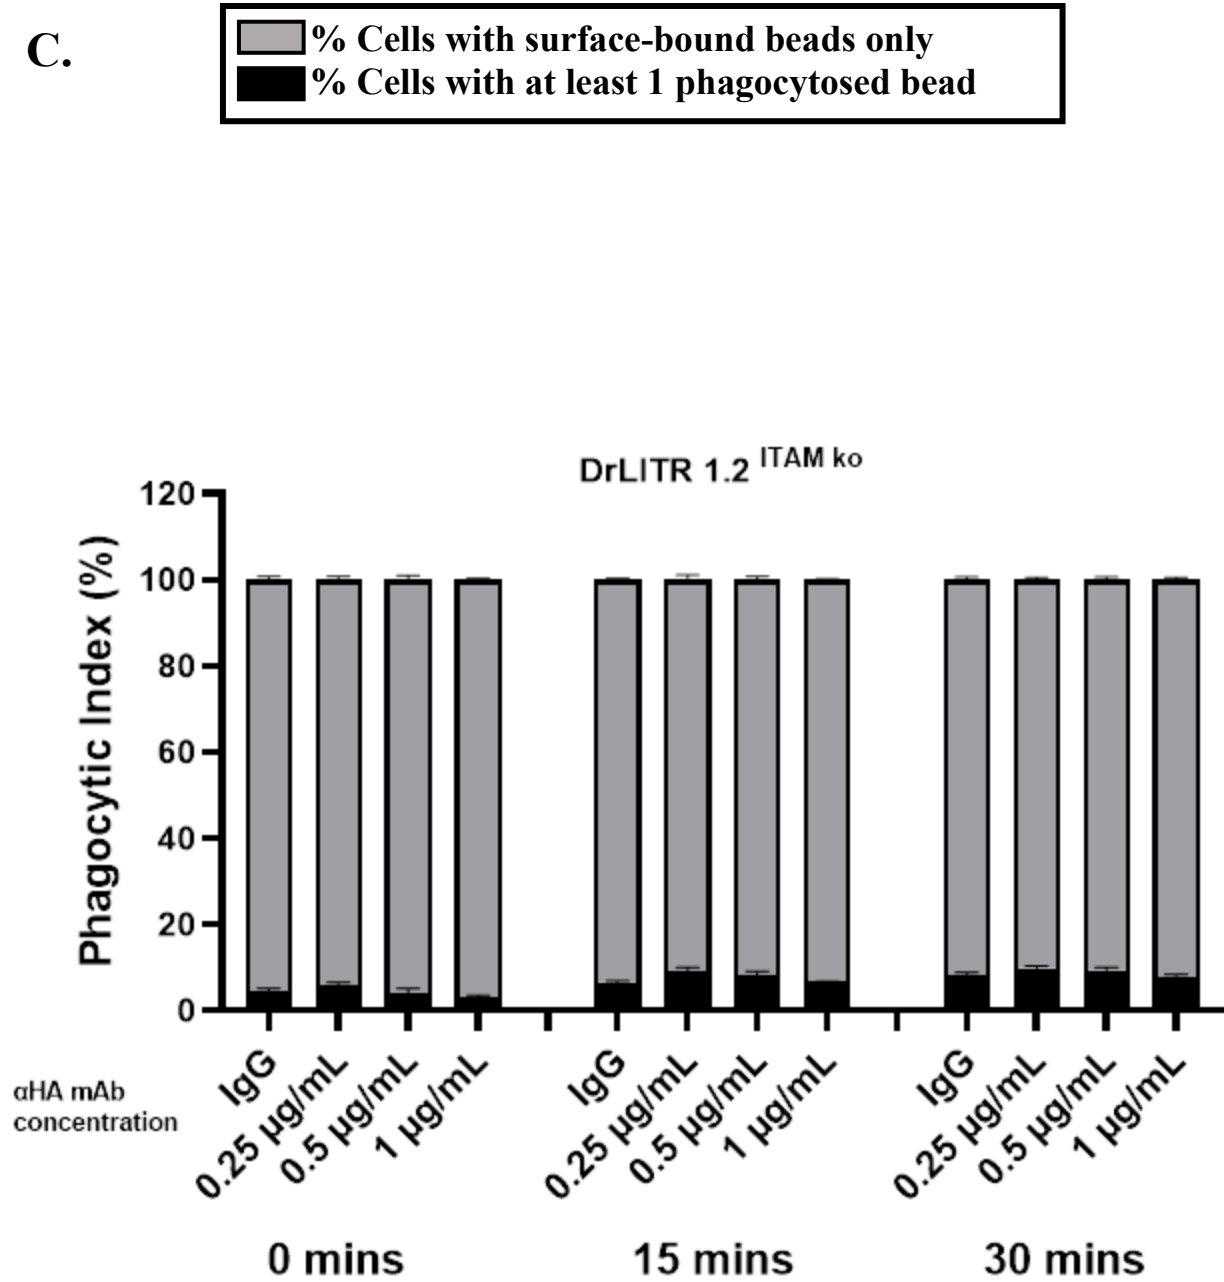 C.
% Cells with surface-bound beads only
% Cells with at least 1 phagocytosed bead
DrLITR 1.2 ITAM ko
Phagocytic Index (%)
120
100
80
60
40
20
0
αHA mAb
concentration
IgG
0.25 µg/mL
0.5 µg/mL
1 µg/mL
IgG
0.25 µg/mL
0.5 µg/mL
1 µg/mL
IgG
0.25 µg/mL
0.5 µg/mL
1 µg/mL
0 mins
15 mins
30 mins